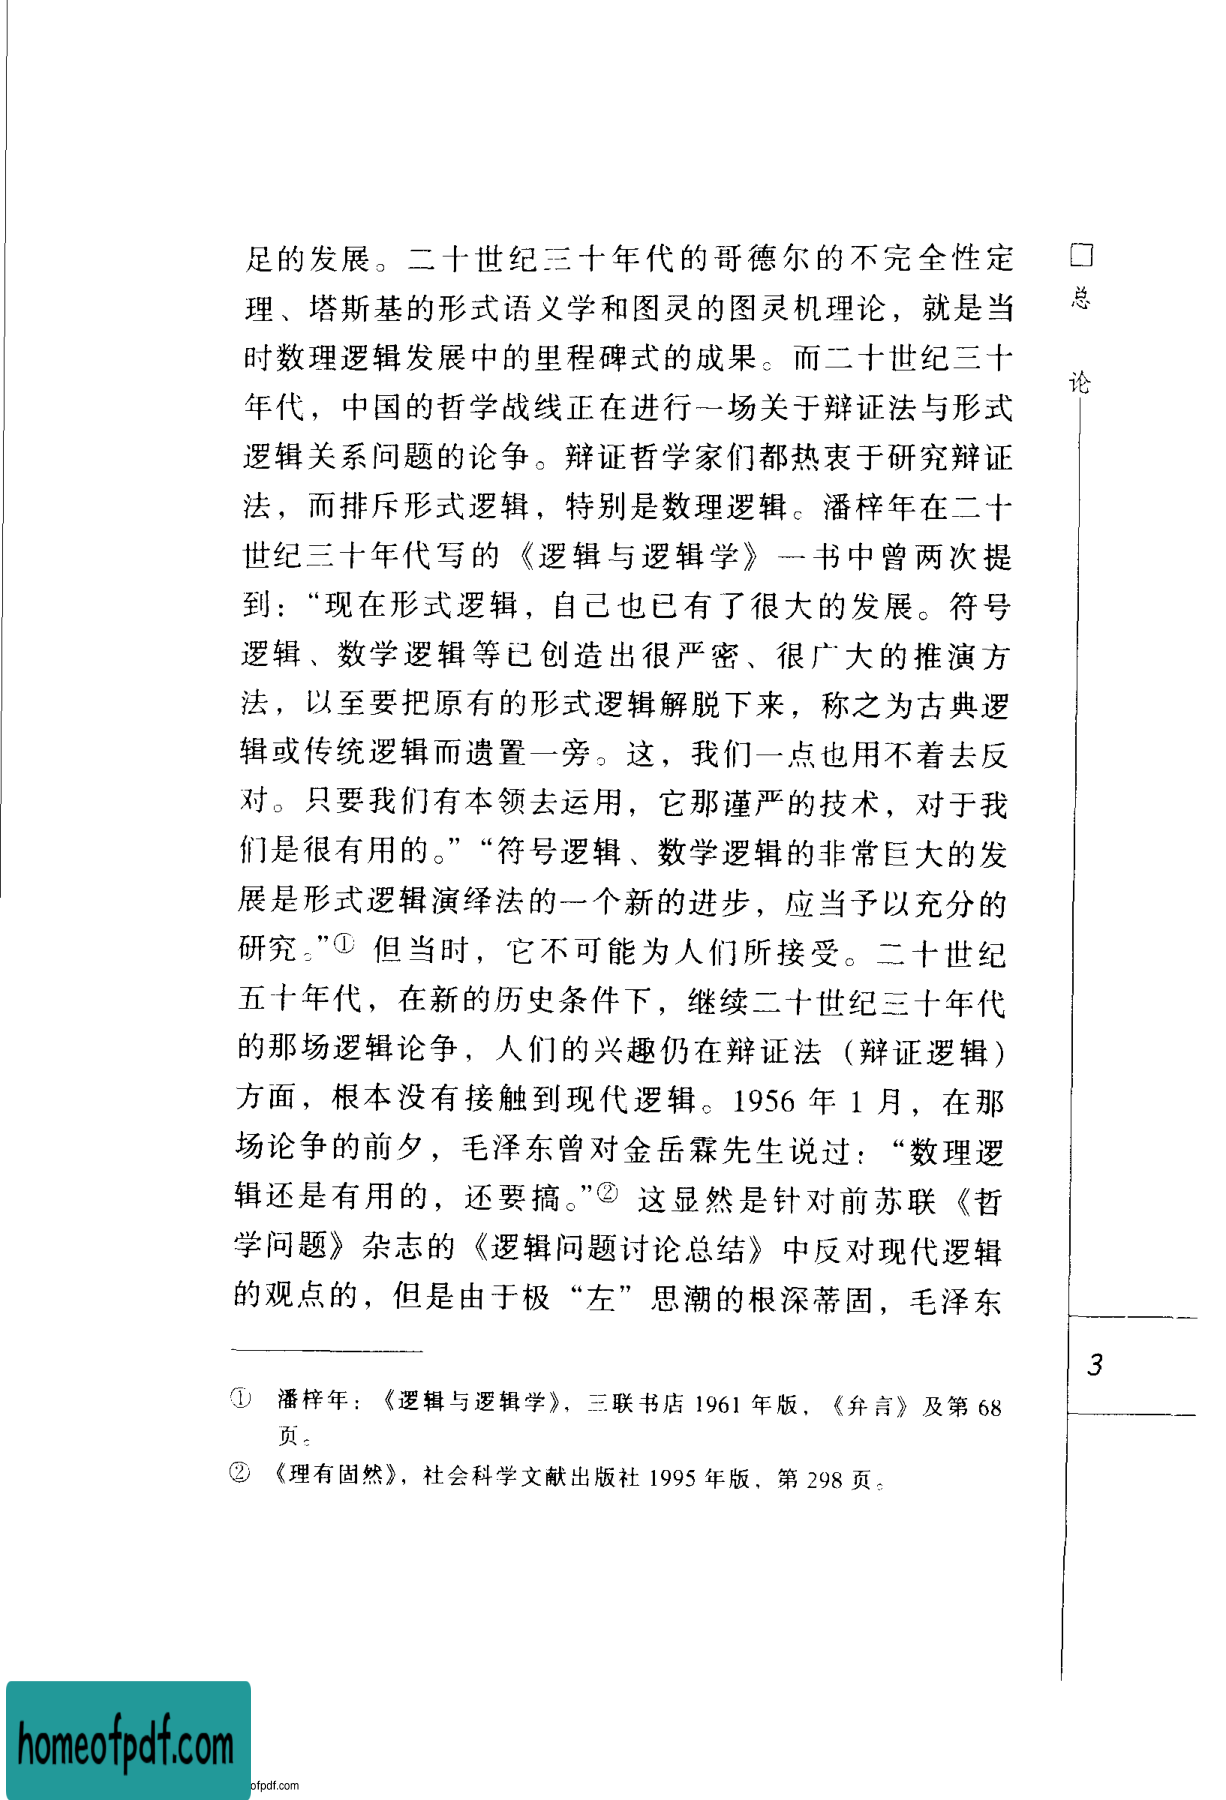 足的发展。二十世纪三十年代的哥德尔的不完全性定
理、塔斯基的形式语义学和图灵的图灵机理论，就是当
时数理逻辑发展中的里程碑式的成果。而二十世纪三十
年代，中国的哲学战线正在进行一场关于辩证法与形式
逻辑关系问题的论争。辩证哲学家们都热衷于研究辩证
法，而排斥形式逻辑，特别是数理逻辑。潘梓年在二十
世纪三十年代写的《逻辑与逻辑学》一书中曾两次提
到：“现在形式逻辑，自己也已有了很大的发展。符号
逻辑、数学逻辑等已创造出很严密、很广大的推演方
法，以至要把原有的形式逻辑解脱下来，称之为古典逻
辑或传统逻辑而遗置一旁。这，我们一点也用不着去反
对。只要我们有本领去运用，它那谨严的技术，对于我
们是很有用的。”“符号逻辑、数学逻辑的非常巨大的发
展是形式逻辑演绎法的一个新的进步，应当予以充分的
研究。”① 但当时，它不可能为人们所接受。二十世纪
五十年代，在新的历史条件下，继续二十世纪三十年代
的那场逻辑论争，人们的兴趣仍在辩证法（辩证逻辑）
方面，根本没有接触到现代逻辑。1956 年 1 月，在那
场论争的前夕，毛泽东曾对金岳霖先生说过：“数理逻
辑还是有用的，还要搞。”② 这显然是针对前苏联《哲
学问题》杂志的《逻辑问题讨论总结》中反对现代逻辑
的观点的，但是由于极“左”思潮的根深蒂固，毛泽东
① 潘梓年：《逻辑与逻辑学》，三联书店 1961 年版，《弁言》及第 68
页。
② 《理有固然》，社会科学文献出版社 1995 年版，第 298 页。
□总 论
3
homeofpdf.com
ofpdf.com